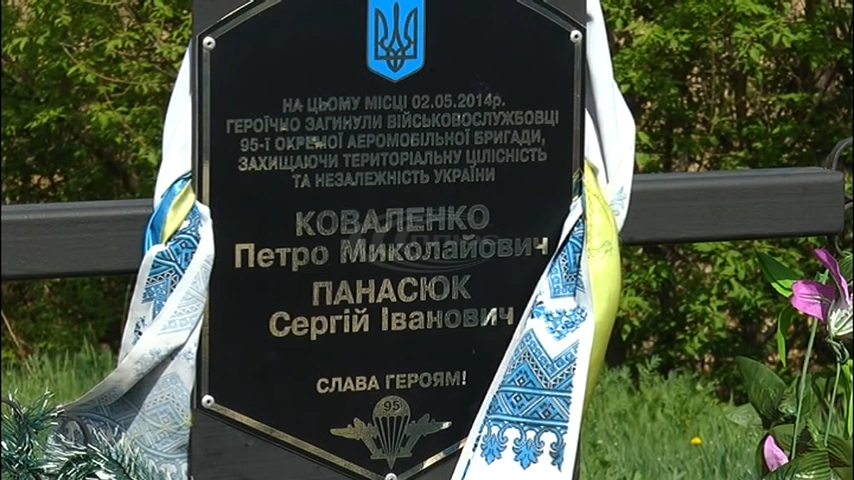 НА ЦЬОМУ МІСЦІ 02.05.2014р.
ГЕРОЇЧНО ЗАГИНУЛИ ВІЙСЬКОВОСЛУЖБОВЦІ
95-Ї ОКРЕМОЇ АЕРОМОБІЛЬНОЇ БРИГАДИ,
ЗАХИЩАЮЧИ ТЕРИТОРІАЛЬНУ ЦІЛІСНІСТЬ
ТА НЕЗАЛЕЖНІСТЬ УКРАЇНИ
КОВАЛЕНКО
Петро Миколайович
ПАНАСЮК
Сергій Іванович
СЛАВА ГЕРОЯМ!
95